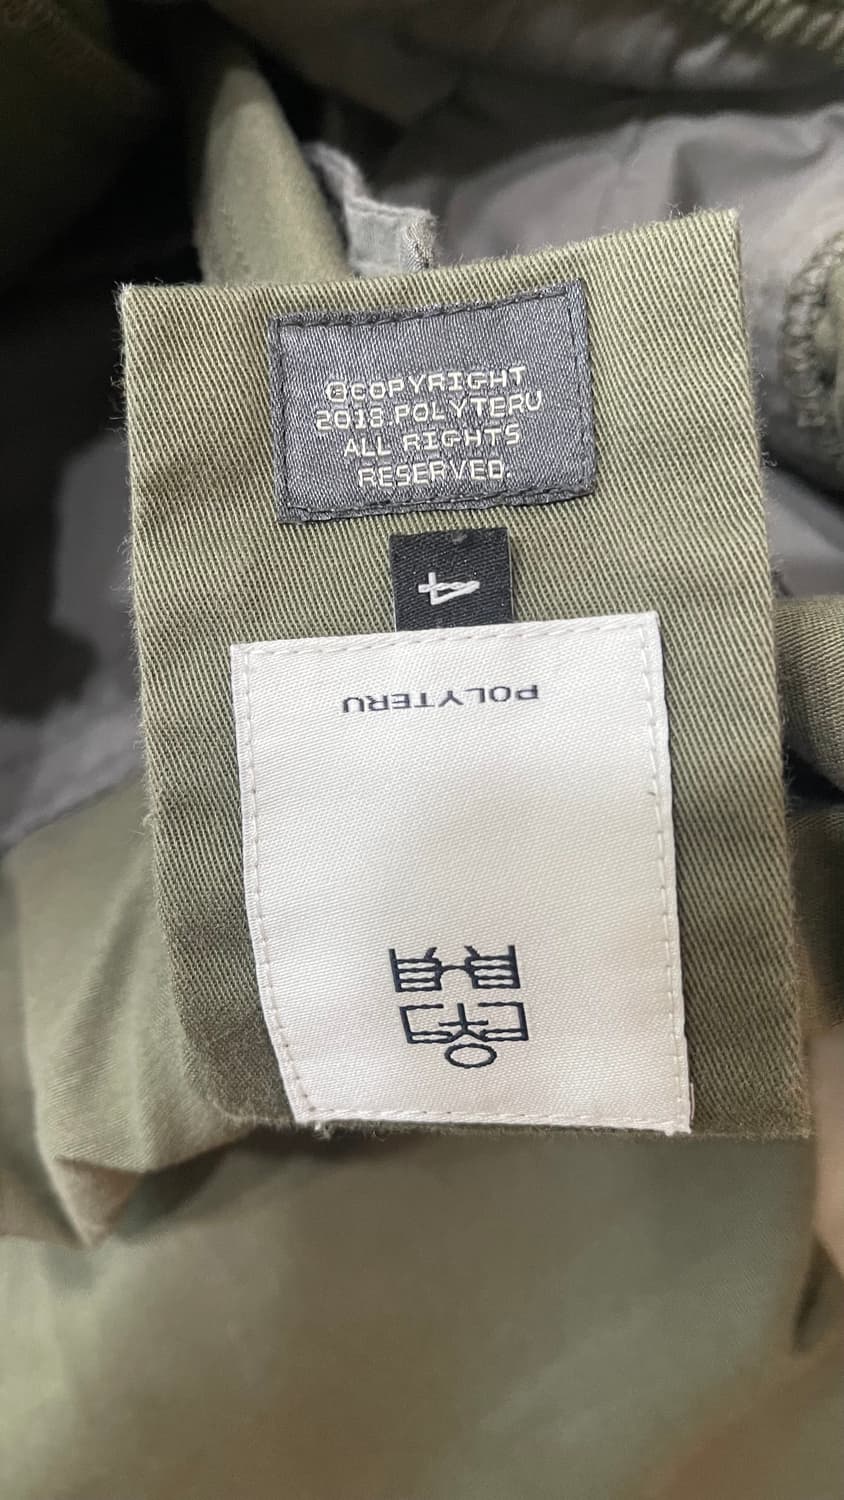 ©COPYRIGHT
2018.POLYTERU
ALL RIGHTS
RESERVED.
4
POLYTERU